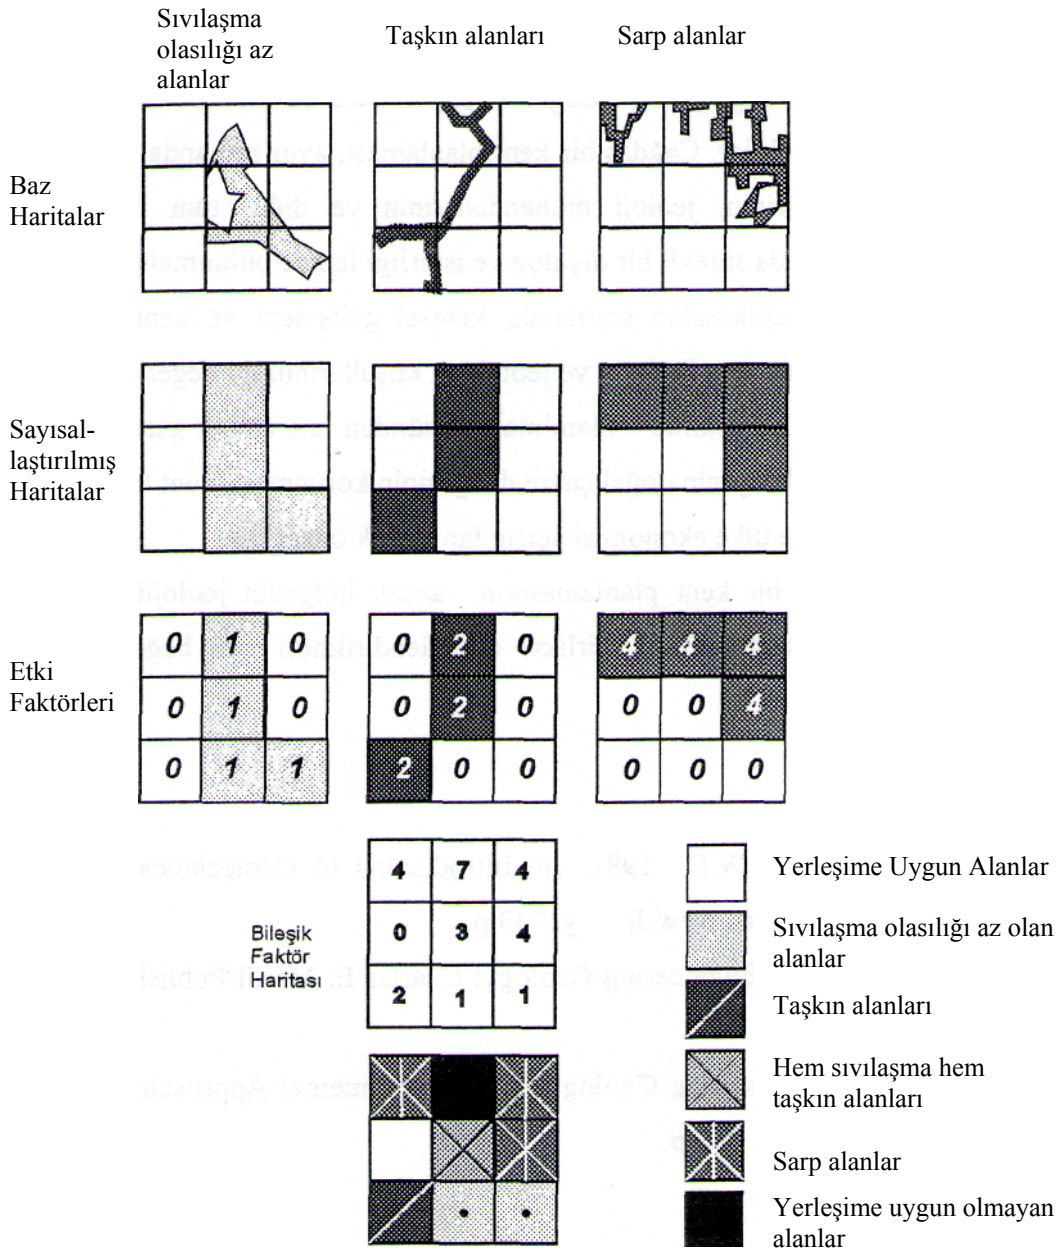 Sıvılaşma
olasılığı az
alanlar
Taşkın alanları
Sarp alanlar
Baz
Haritalar
Sayısal-
laştırılmış
Haritalar
Etki
Faktörleri
0 1 0
0 1 0
0 1 1
0 2 0
0 2 0
2 0 0
4 4 4
0 0 4
0 0 0
Bileşik
Faktör
Haritası
4 7 4
0 3 4
2 1 1
Yerleşime Uygun Alanlar
Sıvılaşma olasılığı az olan
alanlar
Taşkın alanları
Hem sıvılaşma hem
taşkın alanları
Sarp alanlar
Yerleşime uygun olmayan
alanlar